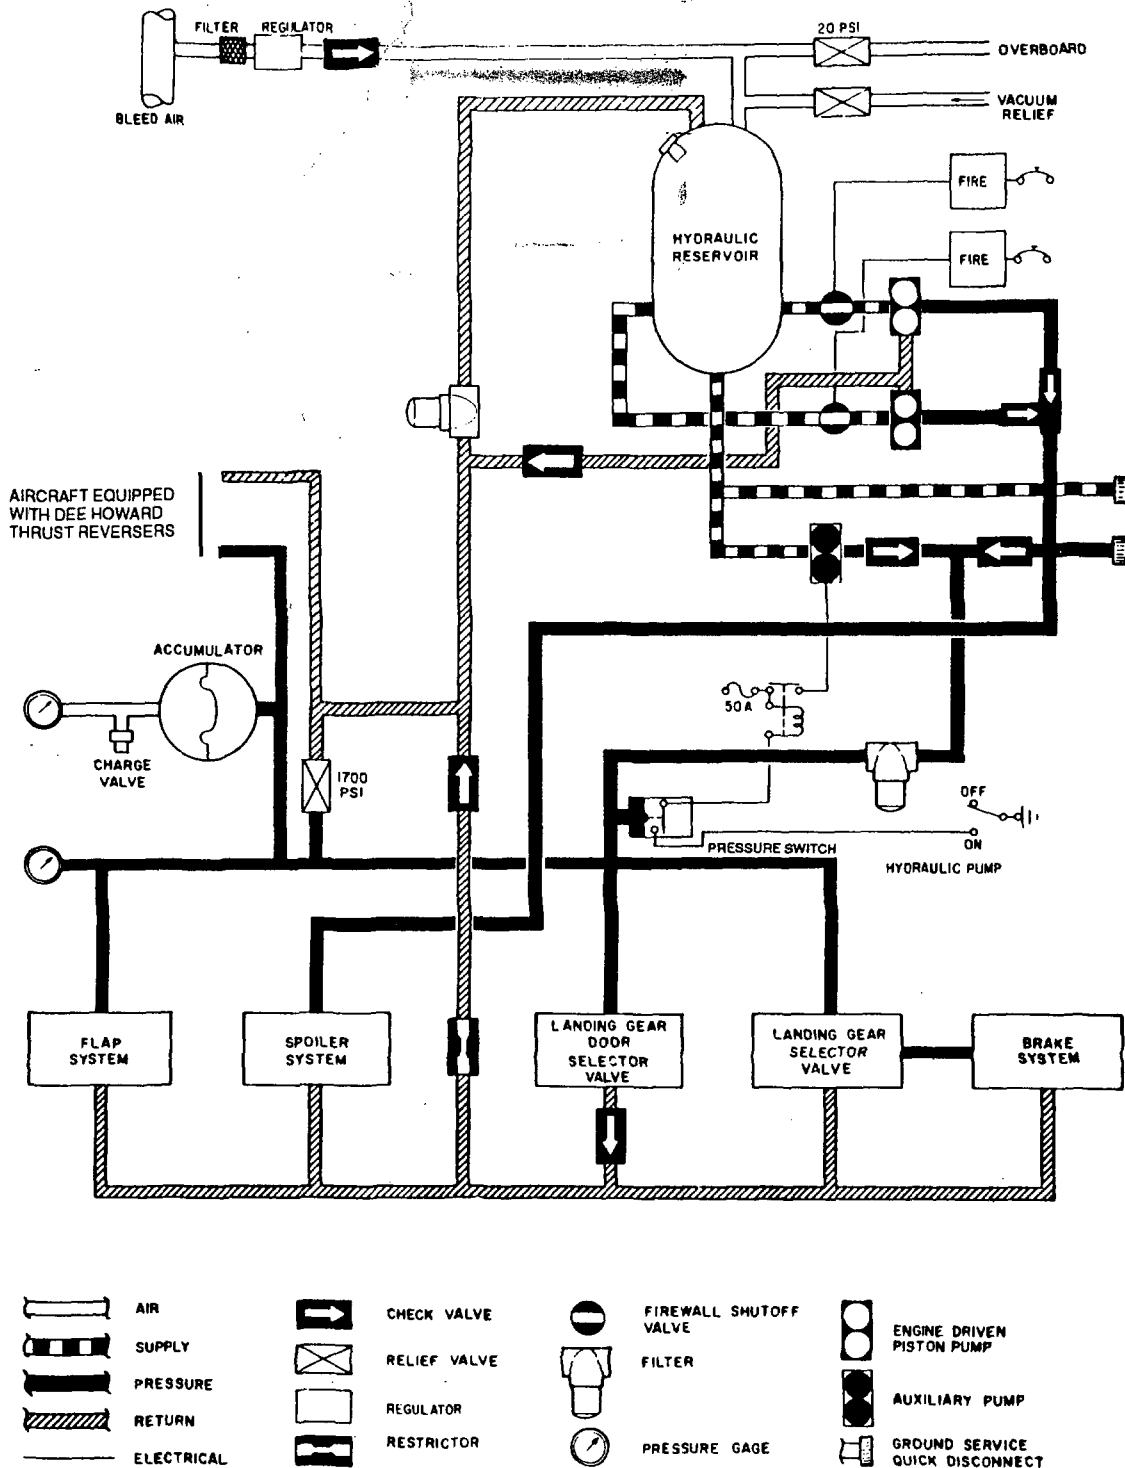 FILTER
REGULATOR
20 PSI
OVERBOARD
BLEED AIR
VACUUM
RELIEF
FIRE
HYDRAULIC
RESERVOIR
FIRE
AIRCRAFT EQUIPPED
WITH DEE HOWARD
THRUST REVERSERS
ACCUMULATOR
50A
CHARGE
VALVE
1700
PSI
OFF
PRESSURE SWITCH
ON
HYDRAULIC PUMP
FLAP
SYSTEM
SPOILER
SYSTEM
LANDING GEAR
DOOR
SELECTOR
VALVE
LANDING GEAR
SELECTOR
VALVE
BRAKE
SYSTEM
AIR
SUPPLY
PRESSURE
RETURN
ELECTRICAL
CHECK VALVE
RELIEF VALVE
REGULATOR
RESTRICTOR
FIREWALL SHUTOFF
VALVE
FILTER
PRESSURE GAGE
ENGINE DRIVEN
PISTON PUMP
AUXILIARY PUMP
GROUND SERVICE
QUICK DISCONNECT